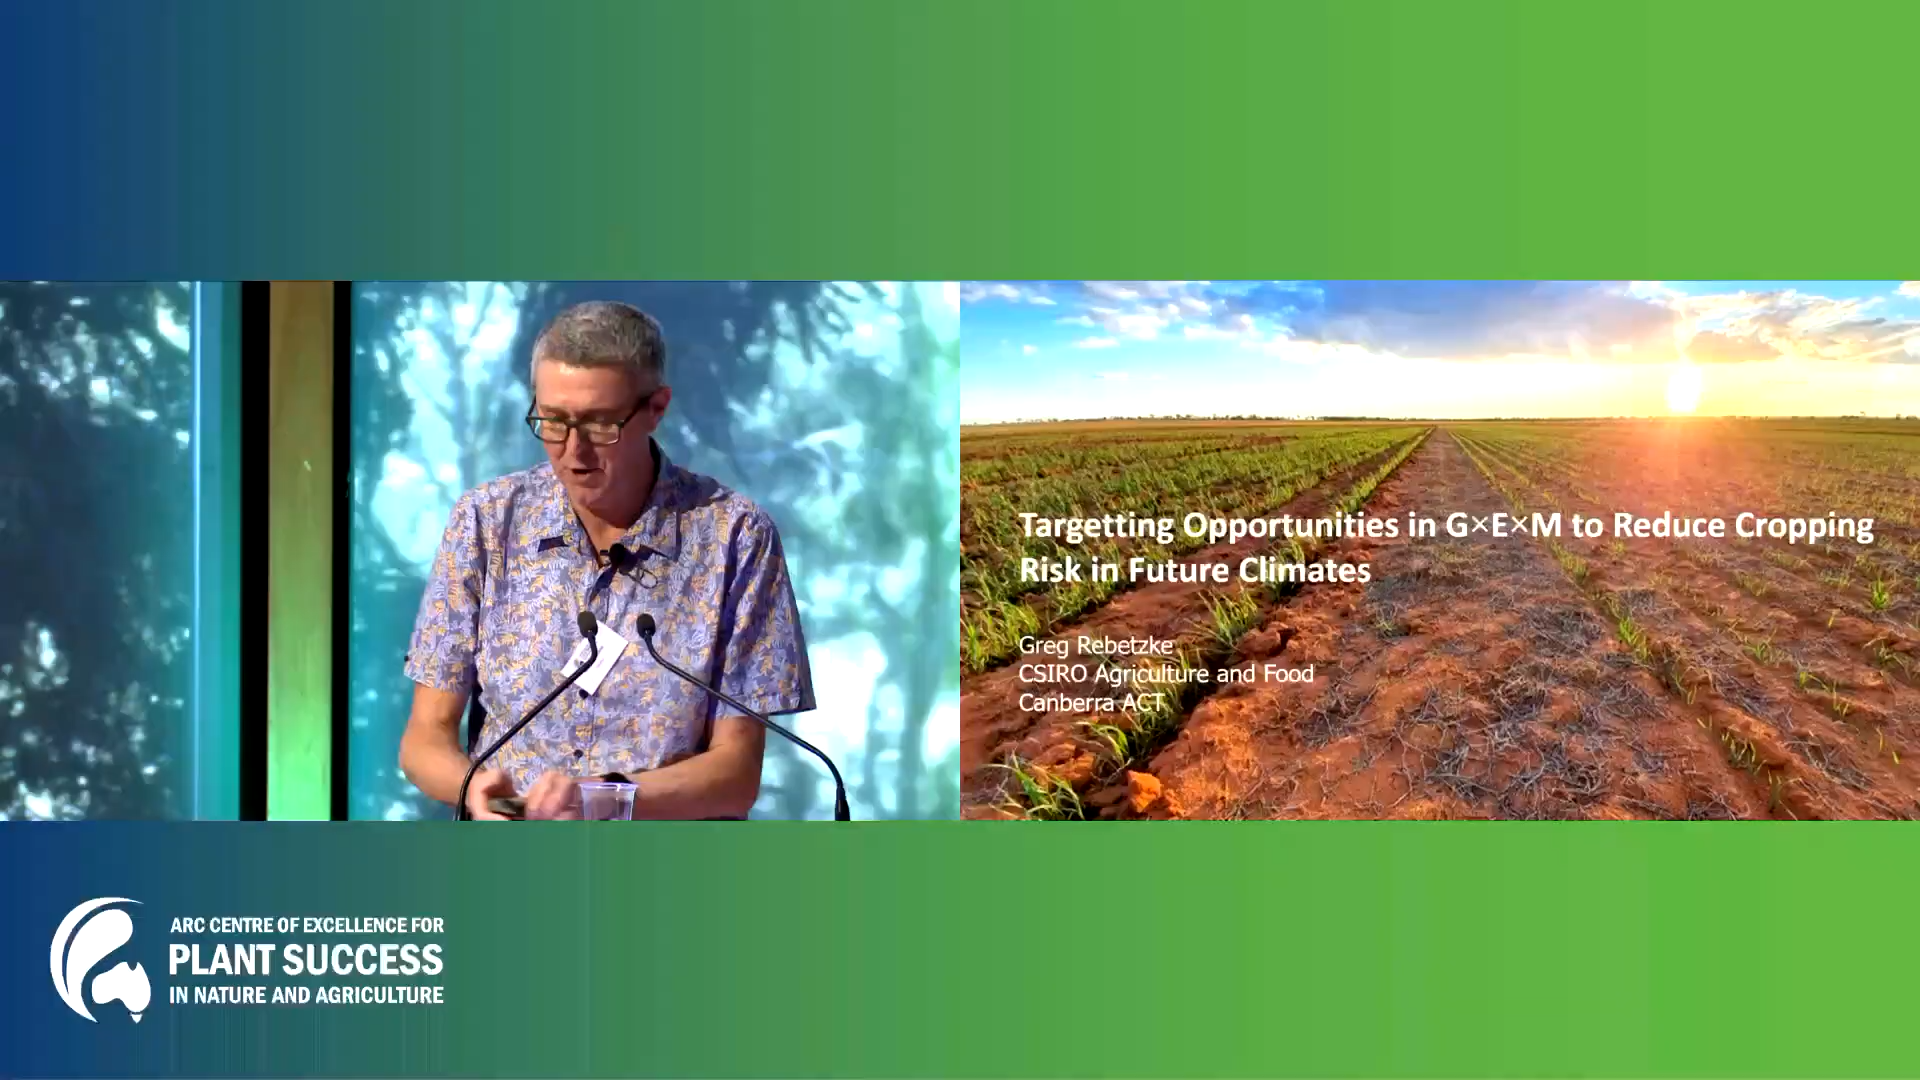 Targetting Opportunities in G×E×M to Reduce Cropping
Risk in Future Climates
Greg Rebetzke
CSIRO Agriculture and Food
Canberra ACT
ARC CENTRE OF EXCELLENCE FOR
PLANT SUCCESS
IN NATURE AND AGRICULTURE